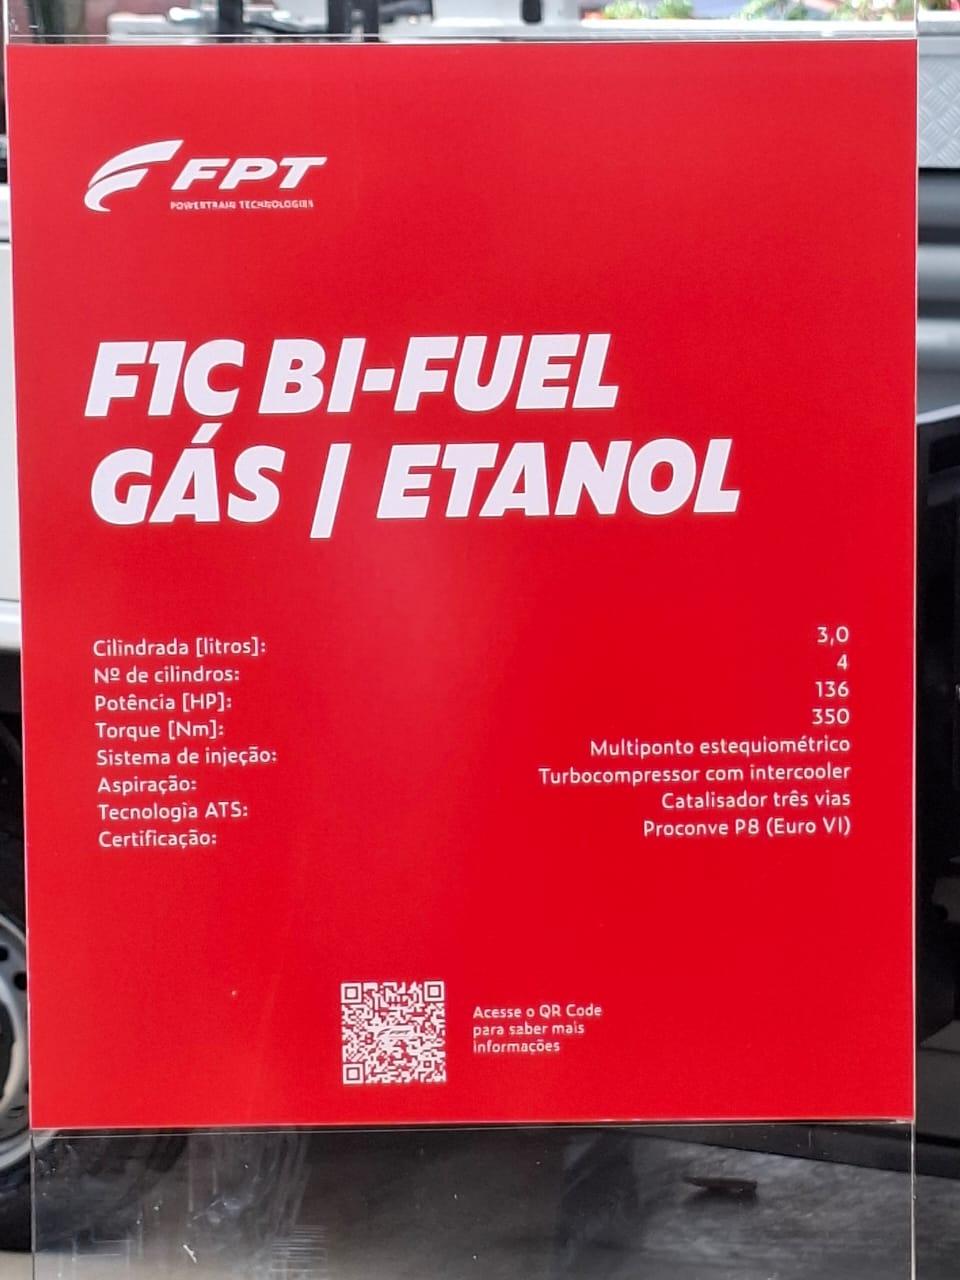 FPT
POWERTRAIN TECHNOLOGIES
F1C BI-FUEL
GÁS | ETANOL
Cilindrada [litros]: 3,0
Nº de cilindros: 4
Potência [HP]: 136
Torque [Nm]: 350
Sistema de injeção: Multiponto estequiométrico
Aspiração: Turbocompressor com intercooler
Tecnologia ATS: Catalisador três vias
Certificação: Proconve P8 (Euro VI)
FPT
Acesse o QR Code
para saber mais
informações